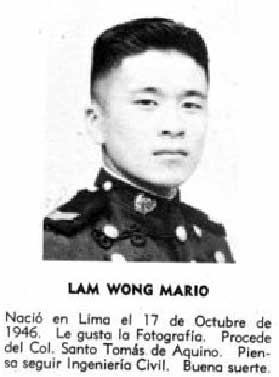 LAM WONG MARIO
Nació en Lima el 17 de Octubre de
1946. Le gusta la Fotografía. Procede
del Col. Santo Tomás de Aquino. Pien-
sa seguir Ingeniería Civil. Buena suerte.